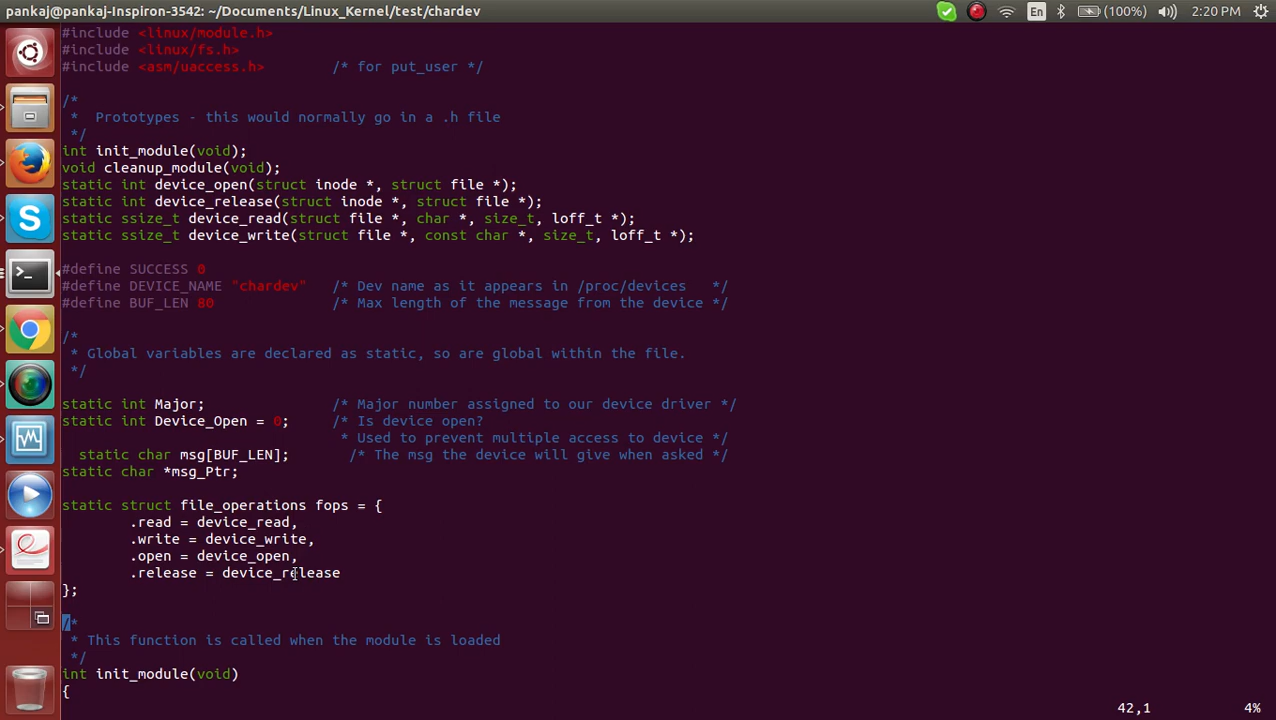 pankaj@pankaj-Inspiron-3542: ~/Documents/Linux_Kernel/test/chardev
En
(100%)
2:20 PM
#include <linux/module.h>
#include <linux/fs.h>
#include <asm/uaccess.h>        /* for put_user */
/*
 *  Prototypes - this would normally go in a .h file
 */
int init_module(void);
void cleanup_module(void);
static int device_open(struct inode *, struct file *);
static int device_release(struct inode *, struct file *);
static ssize_t device_read(struct file *, char *, size_t, loff_t *);
static ssize_t device_write(struct file *, const char *, size_t, loff_t *);
#define SUCCESS 0
#define DEVICE_NAME "chardev"   /* Dev name as it appears in /proc/devices   */
#define BUF_LEN 80              /* Max length of the message from the device */
/*
 * Global variables are declared as static, so are global within the file.
 */
static int Major;               /* Major number assigned to our device driver */
static int Device_Open = 0;     /* Is device open?
                                 * Used to prevent multiple access to device */
  static char msg[BUF_LEN];       /* The msg the device will give when asked */
static char *msg_Ptr;
static struct file_operations fops = {
        .read = device_read,
        .write = device_write,
        .open = device_open,
        .release = device_release
};
/*
 * This function is called when the module is loaded
 */
int init_module(void)
{
42,1
4%